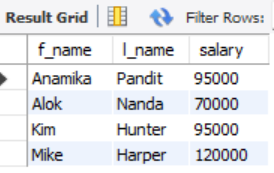 Result Grid Filter Rows:
f_name l_name salary
Anamika Pandit 95000
Alok Nanda 70000
Kim Hunter 95000
Mike Harper 120000